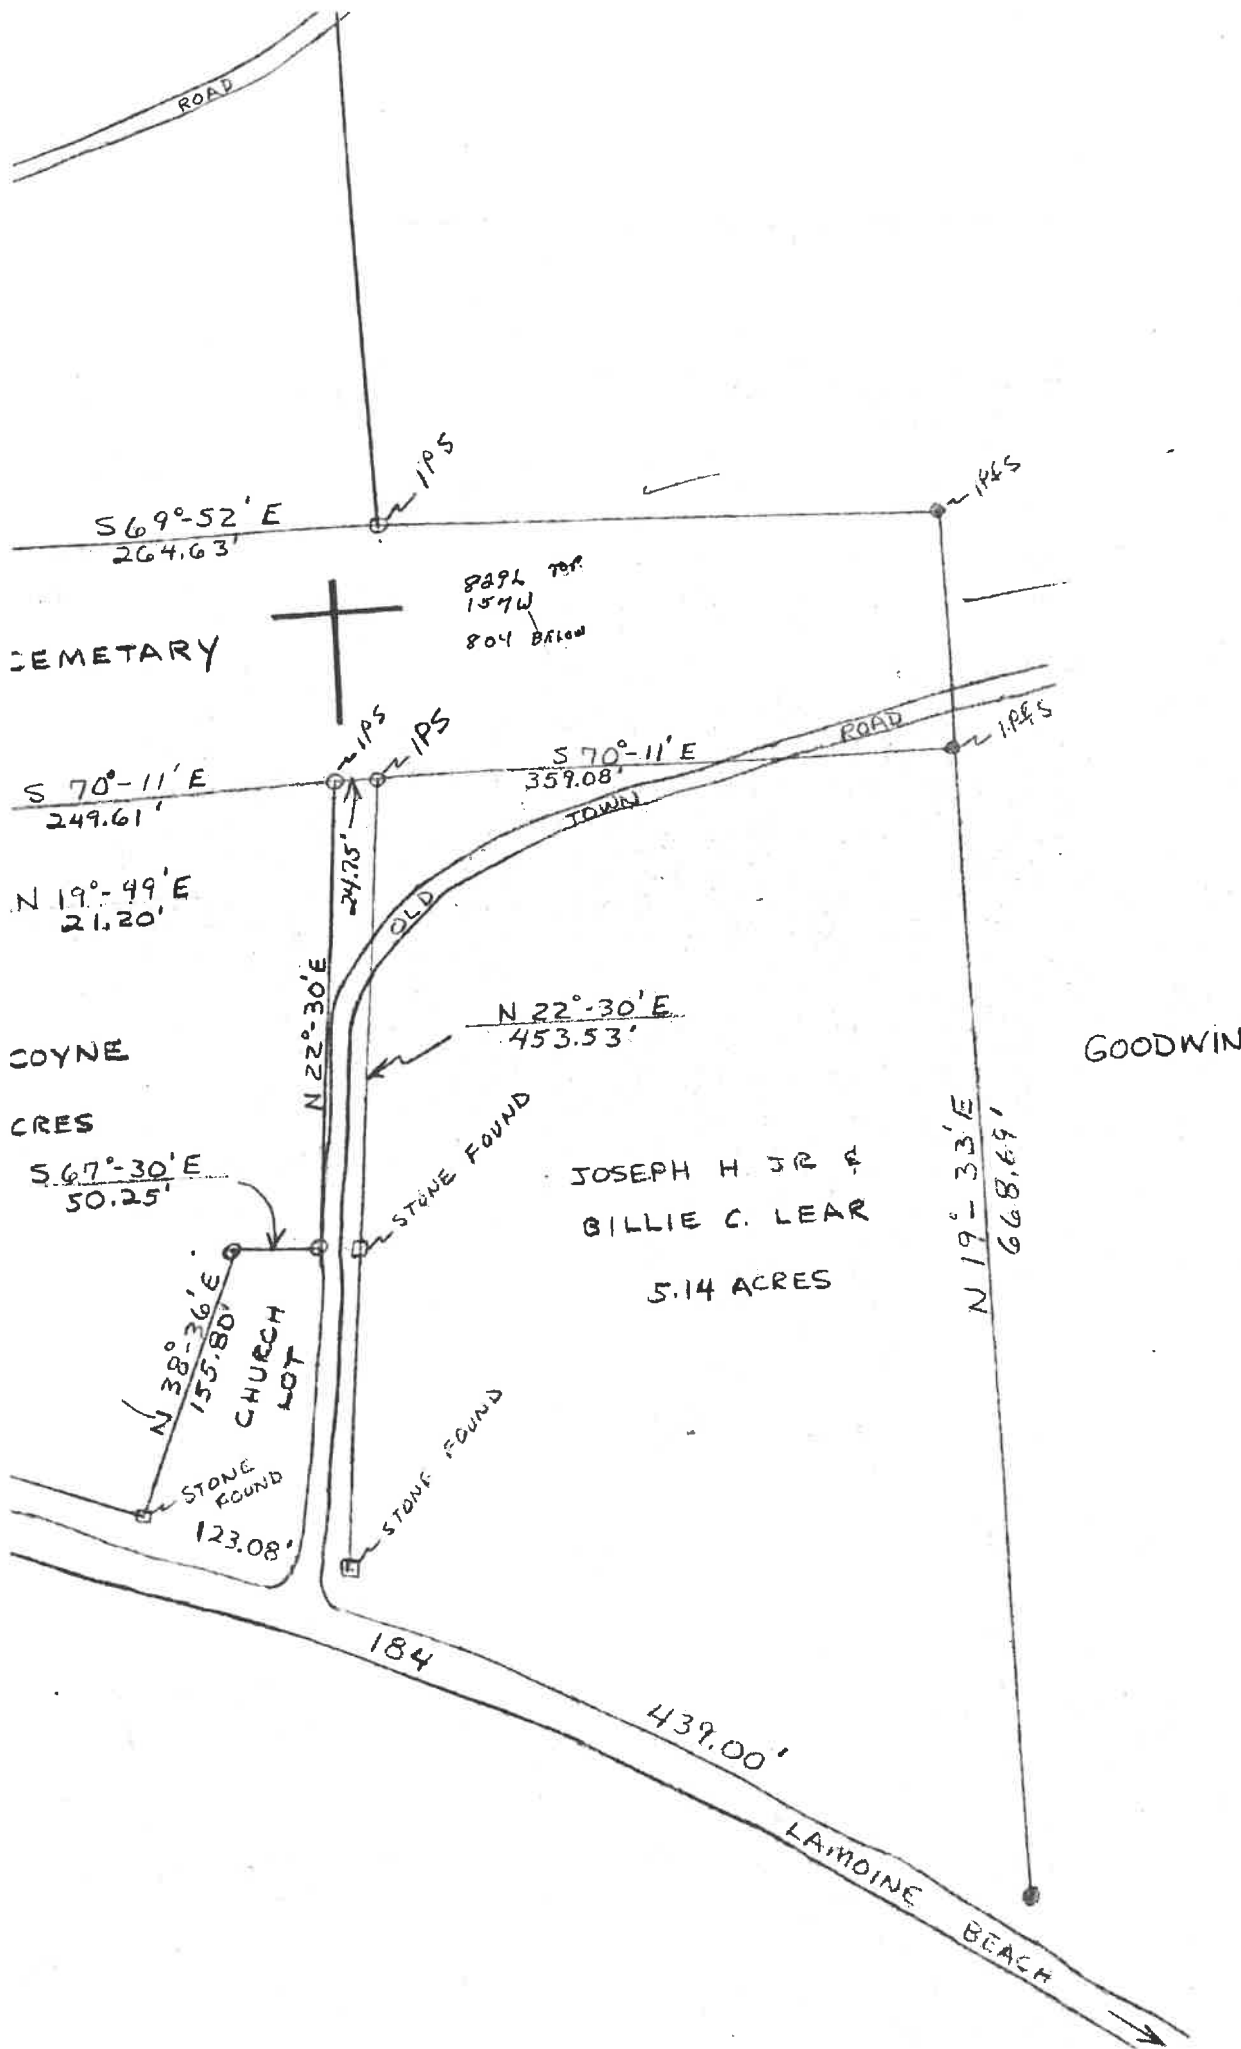 ROAD
IPS
IP&S
S 69°-52' E
264.63'
829L TOP
157W
804 BELOW
CEMETARY
IPS
IPS
IP&S
ROAD
S 70°-11' E
359.08'
S 70°-11' E
249.61'
TOWN
24.75'
N 19°-49' E
21.20'
OLD
N 22°-30' E
N 22°-30' E
453.53'
COYNE
GOODWIN
CRES
STONE FOUND
S 67°-30' E
50.25'
JOSEPH H JR &
BILLIE C. LEAR
5.14 ACRES
N 19°-33' E
668.69'
N 38°-36' E
155.80'
CHURCH
LOT
STONE FOUND
STONE
FOUND
123.08'
184
439.00'
LAMOINE BEACH